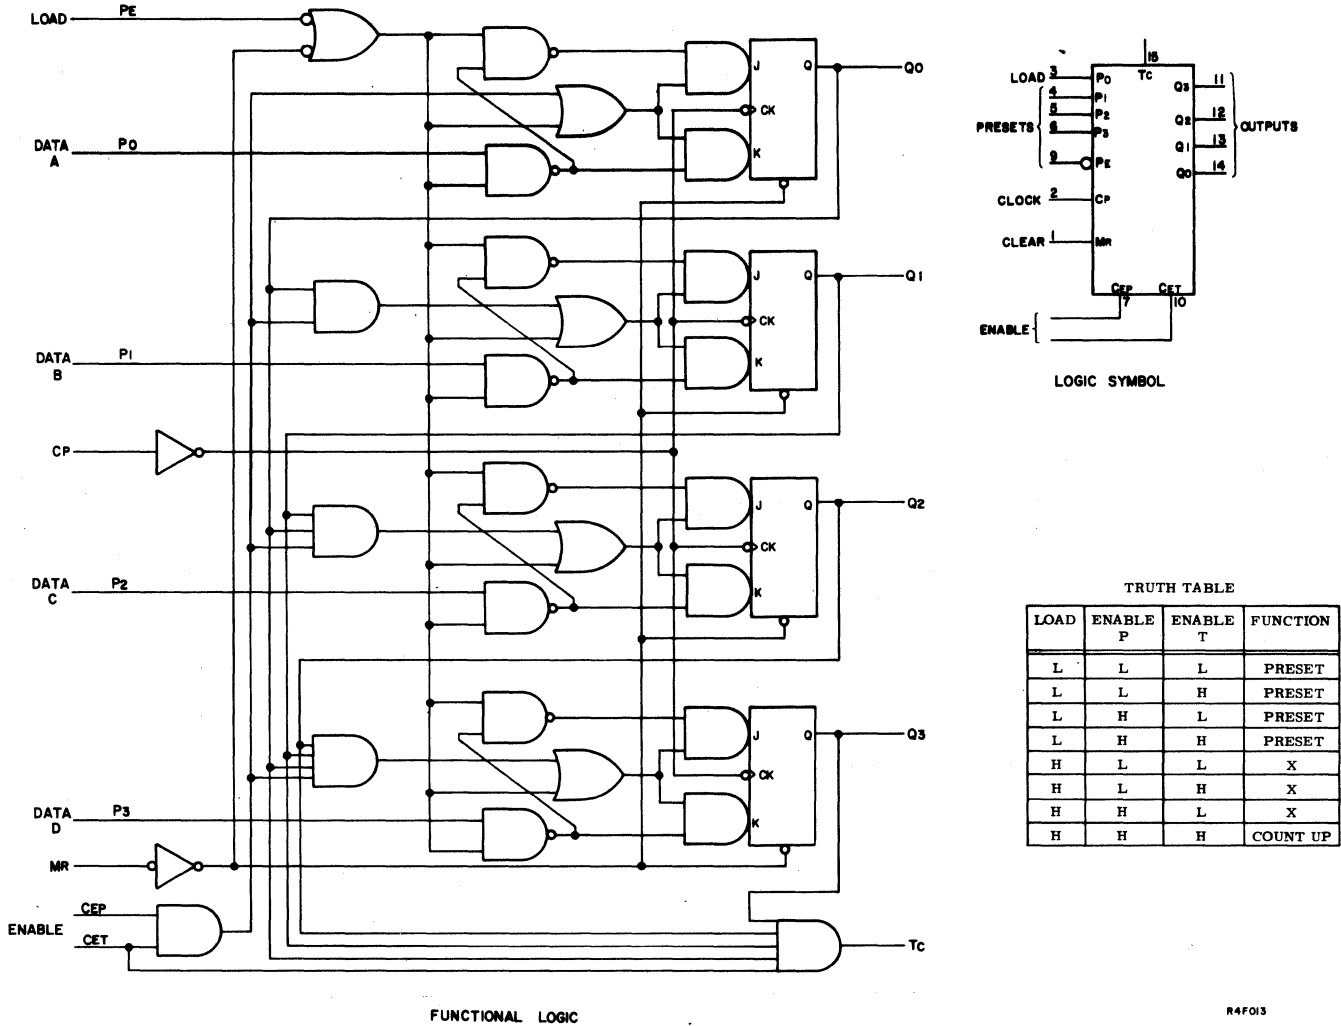 LOAD PE
DATA A P0
Q0
J
Q
CK
K
Q1
J
Q
CK
K
DATA B P1
CP
Q2
J
Q
CK
K
DATA C P2
Q3
J
Q
CK
K
DATA D P3
MR
ENABLE
CEP
CET
TC
FUNCTIONAL LOGIC
15
TC
LOAD 3 P0
PRESETS
4 P1
5 P2
6 P3
9 PE
CLOCK 2 CP
CLEAR 1 MR
Q3 11
Q2 12
Q1 13
Q0 14
OUTPUTS
CEP CET
7 10
ENABLE
LOGIC SYMBOL
TRUTH TABLE
LOAD ENABLE P ENABLE T FUNCTION
L L L PRESET
L L H PRESET
L H L PRESET
L H H PRESET
H L L X
H L H X
H H L X
H H H COUNT UP
R4F013